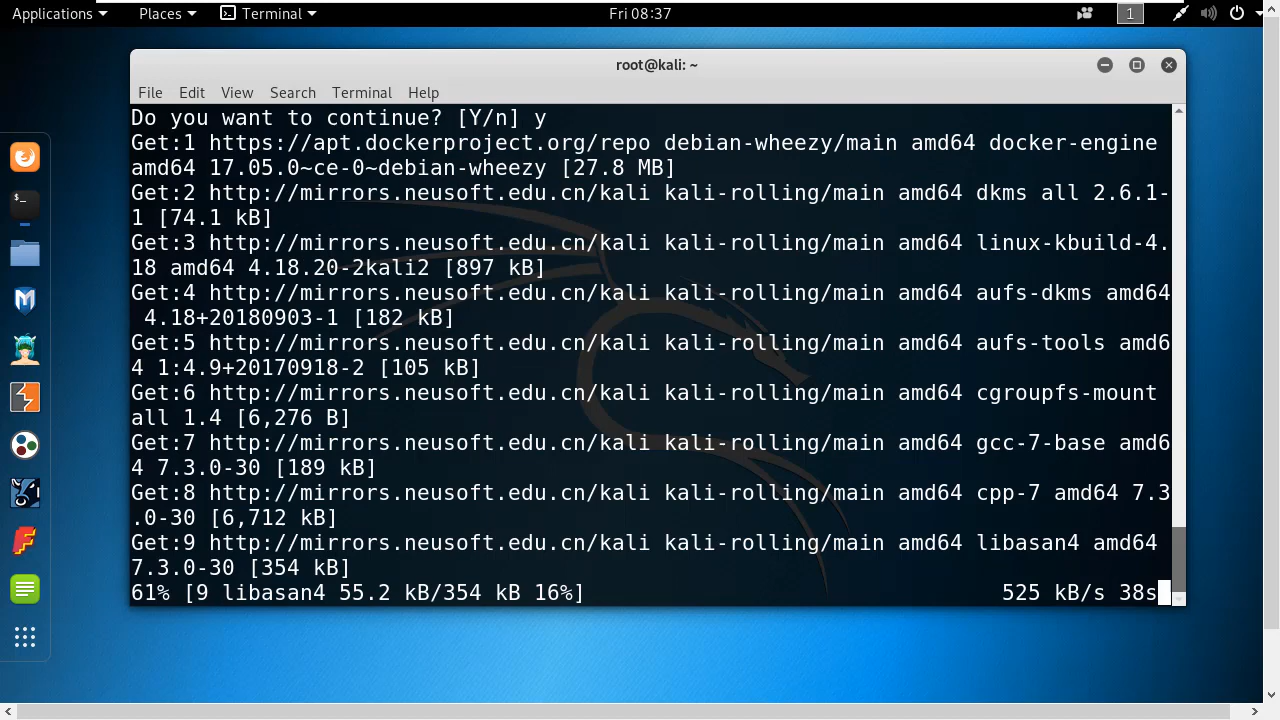 Applications Places Terminal Fri 08:37 1
root@kali: ~
File Edit View Search Terminal Help
Do you want to continue? [Y/n] y
Get:1 https://apt.dockerproject.org/repo debian-wheezy/main amd64 docker-engine
amd64 17.05.0~ce-0~debian-wheezy [27.8 MB]
Get:2 http://mirrors.neusoft.edu.cn/kali kali-rolling/main amd64 dkms all 2.6.1-
1 [74.1 kB]
Get:3 http://mirrors.neusoft.edu.cn/kali kali-rolling/main amd64 linux-kbuild-4.
18 amd64 4.18.20-2kali2 [897 kB]
Get:4 http://mirrors.neusoft.edu.cn/kali kali-rolling/main amd64 aufs-dkms amd64
 4.18+20180903-1 [182 kB]
Get:5 http://mirrors.neusoft.edu.cn/kali kali-rolling/main amd64 aufs-tools amd6
4 1:4.9+20170918-2 [105 kB]
Get:6 http://mirrors.neusoft.edu.cn/kali kali-rolling/main amd64 cgroupfs-mount
all 1.4 [6,276 B]
Get:7 http://mirrors.neusoft.edu.cn/kali kali-rolling/main amd64 gcc-7-base amd6
4 7.3.0-30 [189 kB]
Get:8 http://mirrors.neusoft.edu.cn/kali kali-rolling/main amd64 cpp-7 amd64 7.3
.0-30 [6,712 kB]
Get:9 http://mirrors.neusoft.edu.cn/kali kali-rolling/main amd64 libasan4 amd64
7.3.0-30 [354 kB]
61% [9 libasan4 55.2 kB/354 kB 16%] 525 kB/s 38s